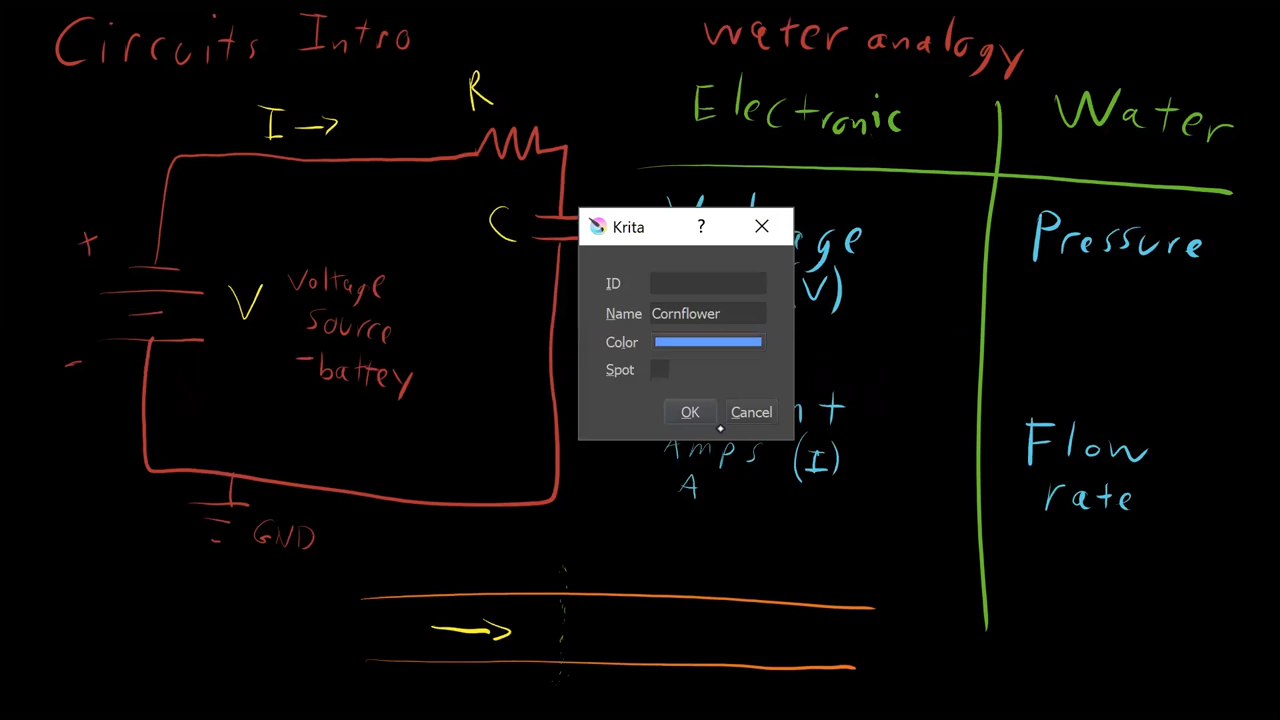 Circuits Intro
water analogy
Electronic
Water
I
R
C
+
V
Voltage
source
-battey
-
GND
Krita
?
ID
Name Cornflower
Color
Spot
OK
Cancel
V)
Pressure
Amps (I)
A
Flow
rate